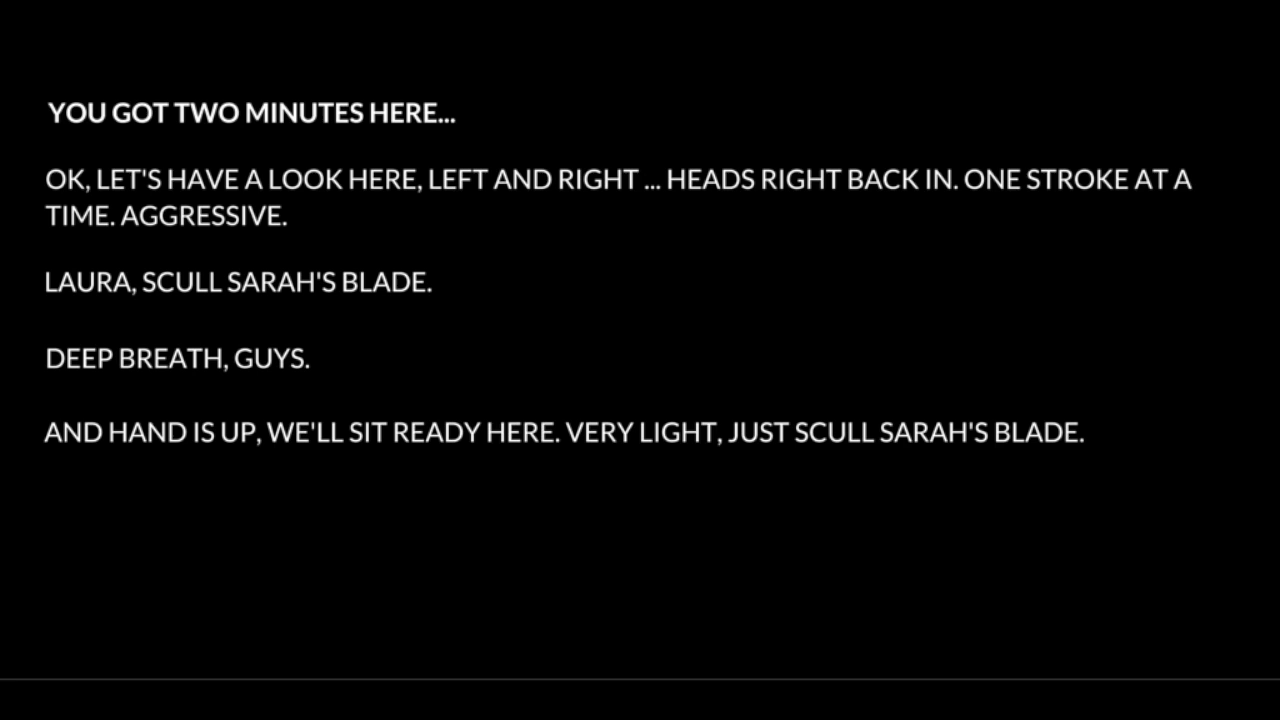 YOU GOT TWO MINUTES HERE...
OK, LET'S HAVE A LOOK HERE, LEFT AND RIGHT ... HEADS RIGHT BACK IN. ONE STROKE AT A
TIME. AGGRESSIVE.
LAURA, SCULL SARAH'S BLADE.
DEEP BREATH, GUYS.
AND HAND IS UP, WE'LL SIT READY HERE. VERY LIGHT, JUST SCULL SARAH'S BLADE.